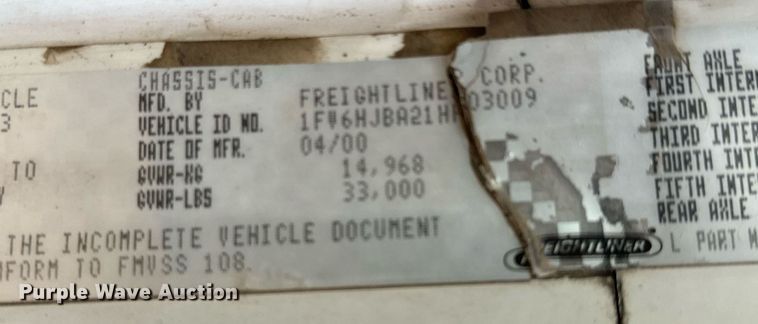 CHASSIS-CAB
CLE MFD. BY FREIGHTLINE CORP.
3 VEHICLE ID NO. 1FV6HJBA21H 03009
DATE OF MFR. 04/00
TO GVWR-KG 14,968
GVWR-LBS 33,000
THE INCOMPLETE VEHICLE DOCUMENT
NFORM TO FMVSS 108.
FRONT AXLE
FIRST INTER
SECOND INTE
THIRD INTER
FOURTH INTE
FIFTH INTE
REAR AXLE
FREIGHTLINER L PART
Purple Wave Auction